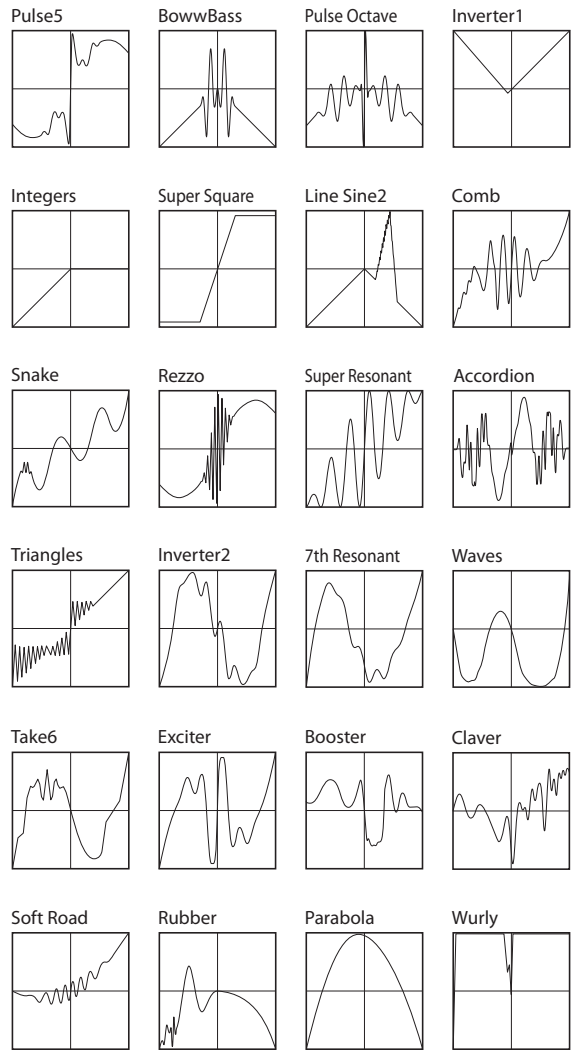 Pulse5 BowwBass Pulse Octave Inverter1
Integers Super Square Line Sine2 Comb
Snake Rezzo Super Resonant Accordion
Triangles Inverter2 7th Resonant Waves
Take6 Exciter Booster Claver
Soft Road Rubber Parabola Wurly